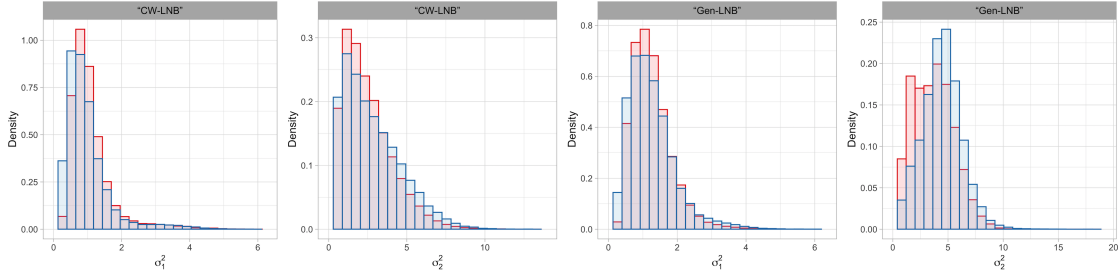 “CW-LNB”
“CW-LNB”
“Gen-LNB”
“Gen-LNB”
Density
1.00
0.75
0.50
0.25
0.00
0 2 4 6
σ₁²
Density
0.3
0.2
0.1
0.0
0 5 10
σ₂²
Density
0.8
0.6
0.4
0.2
0.0
0 2 4 6
σ₁²
Density
0.25
0.20
0.15
0.10
0.05
0.00
0 5 10 15 20
σ₂²